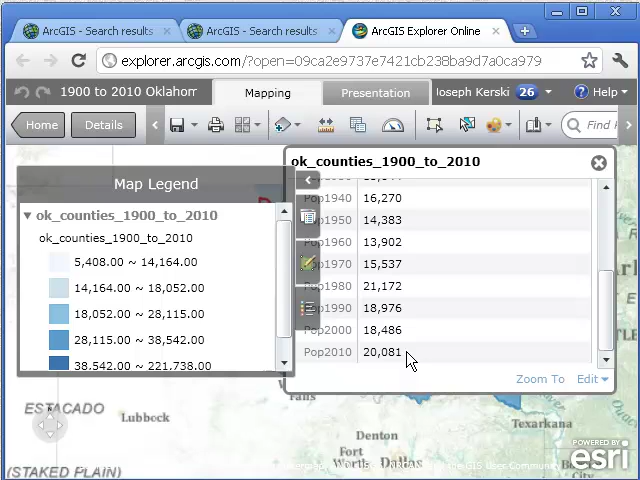 ArcGIS - Search results
ArcGIS - Search results
ArcGIS Explorer Online
explorer.arcgis.com/?open=09ca2e9737e7421cb238ba9d7a0ca979
1900 to 2010 Oklahor
Mapping
Presentation
Joseph Kerski
26
Help
Home
Details
Find
ok_counties_1900_to_2010
Map Legend
ok_counties_1900_to_2010
ok_counties_1900_to_2010
5,408.00 ~ 14,164.00
14,164.00 ~ 18,052.00
18,052.00 ~ 28,115.00
28,115.00 ~ 38,542.00
38,542.00 ~ 221,738.00
Pop1940 16,270
Pop1950 14,383
Pop1960 13,902
Pop1970 15,537
Pop1980 21,172
Pop1990 18,976
Pop2000 18,486
Pop2010 20,081
Zoom To
Edit
ESTACADO
Lubbock
Falls
Texarkana
Denton
Fort
Worth
Dallas
(STAKED PLAIN)
GIS User Community
POWERED BY
esri